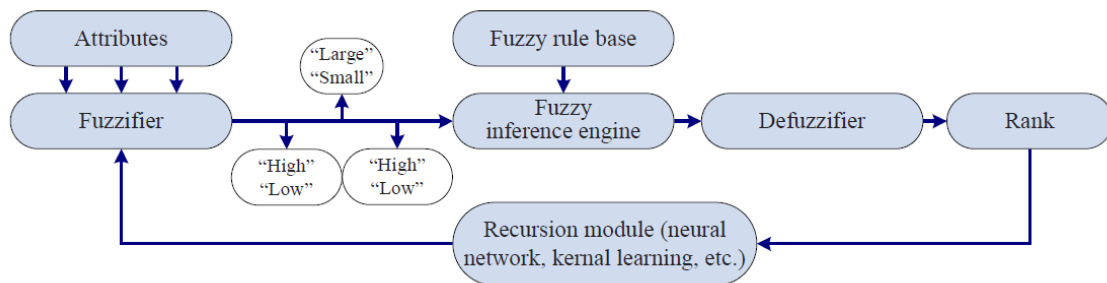 Attributes
“Large”
“Small”
Fuzzy rule base
Fuzzifier
Fuzzy
inference engine
Defuzzifier
Rank
“High”
“Low”
“High”
“Low”
Recursion module (neural
network, kernal learning, etc.)